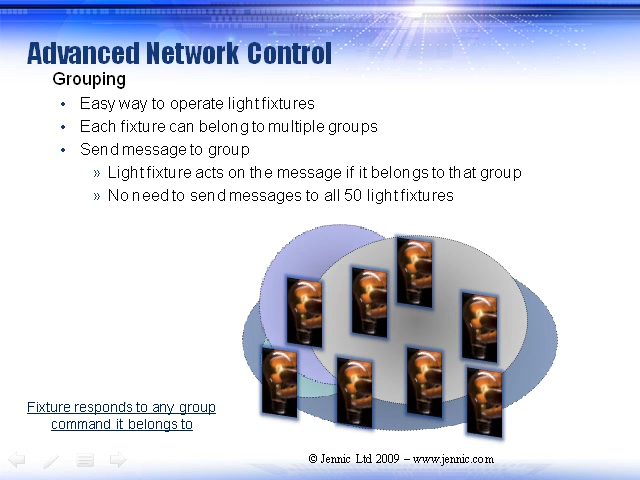 Advanced Network Control
Grouping
• Easy way to operate light fixtures
• Each fixture can belong to multiple groups
• Send message to group
» Light fixture acts on the message if it belongs to that group
» No need to send messages to all 50 light fixtures
Fixture responds to any group
command it belongs to
© Jennic Ltd 2009 – www.jennic.com